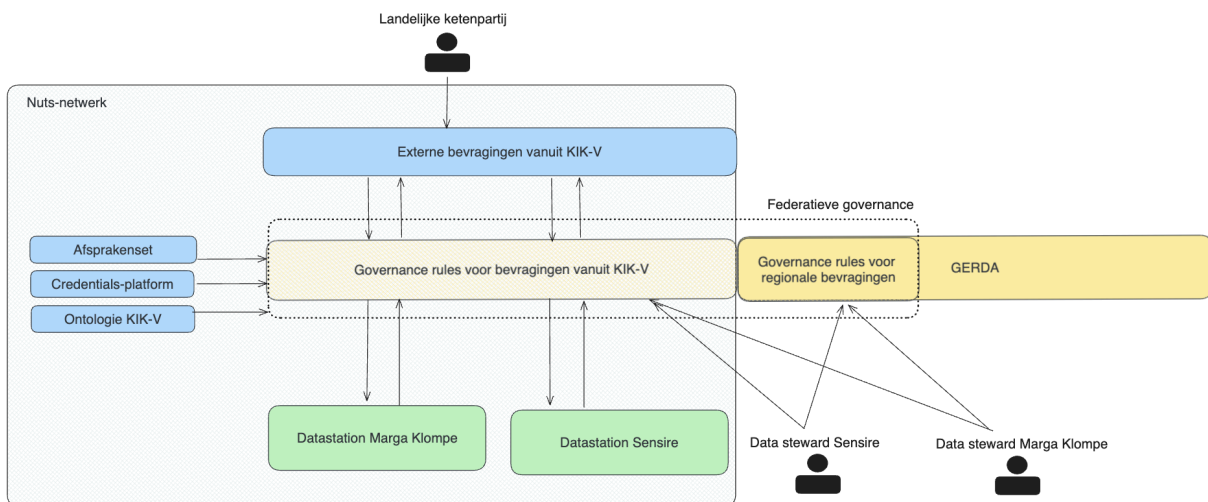 Landelijke ketenpartij
Nuts-netwerk
Externe bevragingen vanuit KIK-V
Federatieve governance
Afsprakenset
Credentials-platform
Ontologie KIK-V
Governance rules voor bevragingen vanuit KIK-V
Governance rules voor
regionale bevragingen
GERDA
Datastation Marga Klompe
Datastation Sensire
Data steward Sensire
Data steward Marga Klompe